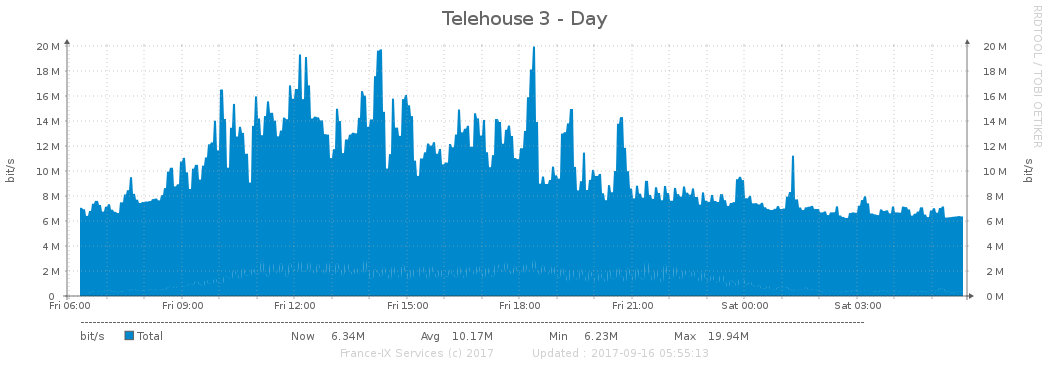 Telehouse 3 - Day
RRDTOOL / TOBI OETIKER
bit/s
bit/s
20 M 20 M
18 M 18 M
16 M 16 M
14 M 14 M
12 M 12 M
10 M 10 M
8 M 8 M
6 M 6 M
4 M 4 M
2 M 2 M
0 0 M
Fri 06:00 Fri 09:00 Fri 12:00 Fri 15:00 Fri 18:00 Fri 21:00 Sat 00:00 Sat 03:00
bit/s Total Now 6.34M Avg 10.17M Min 6.23M Max 19.94M
France-IX Services (c) 2017 Updated : 2017-09-16 05:55:13